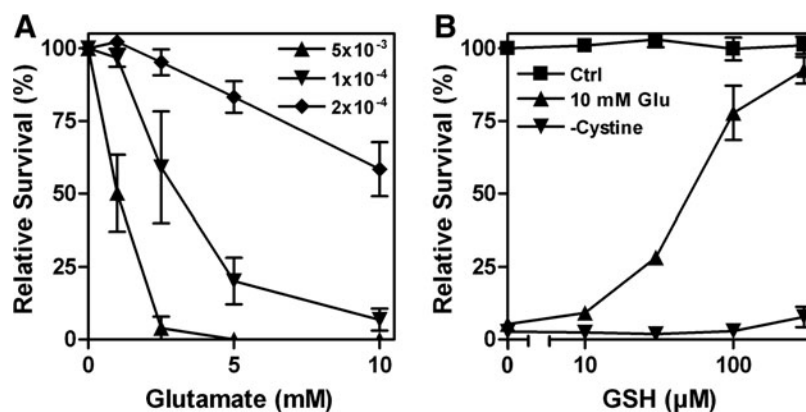 A
Relative Survival (%)
100
75
50
25
0
5x10⁻³
1x10⁻⁴
2x10⁻⁴
0
5
10
Glutamate (mM)
B
Relative Survival (%)
100
75
50
25
0
Ctrl
10 mM Glu
-Cystine
0
10
100
GSH (µM)